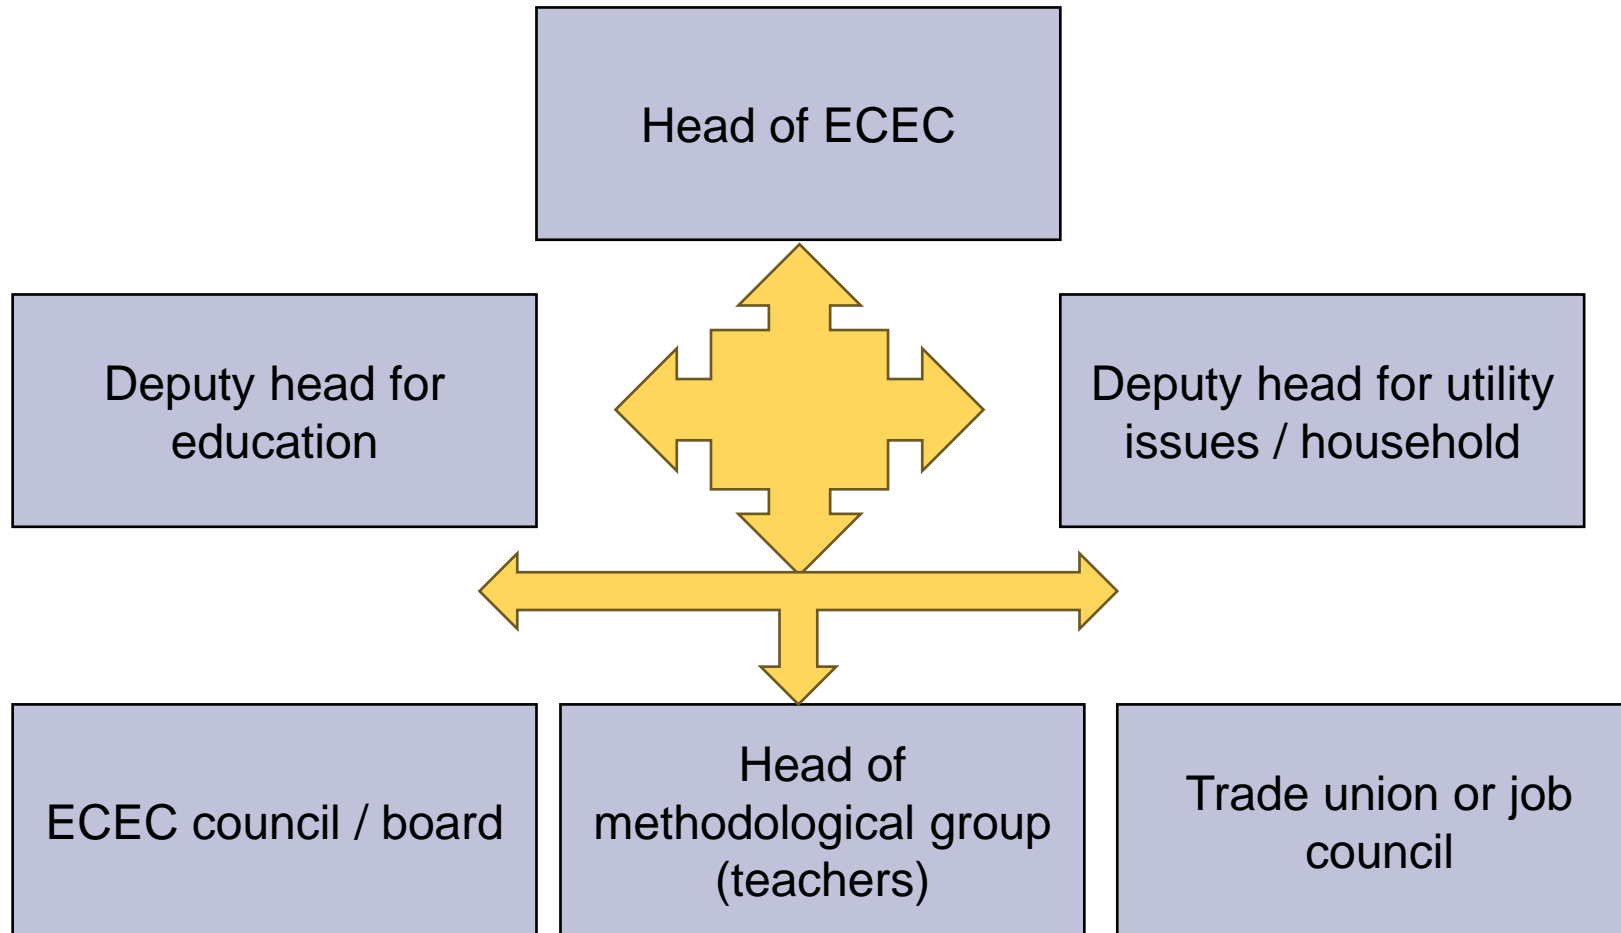 Head of ECEC
Deputy head for
education
Deputy head for utility
issues / household
ECEC council / board
Head of
methodological group
(teachers)
Trade union or job
council